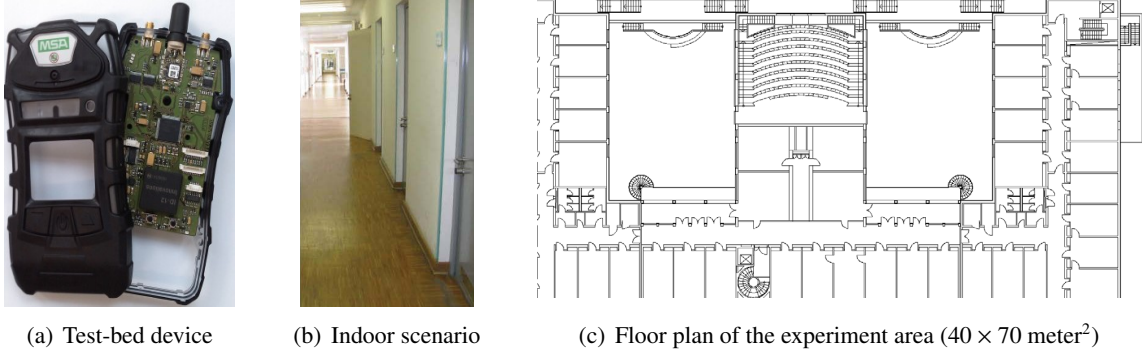 MSA
(a) Test-bed device
(b) Indoor scenario
(c) Floor plan of the experiment area (40 × 70 meter²)